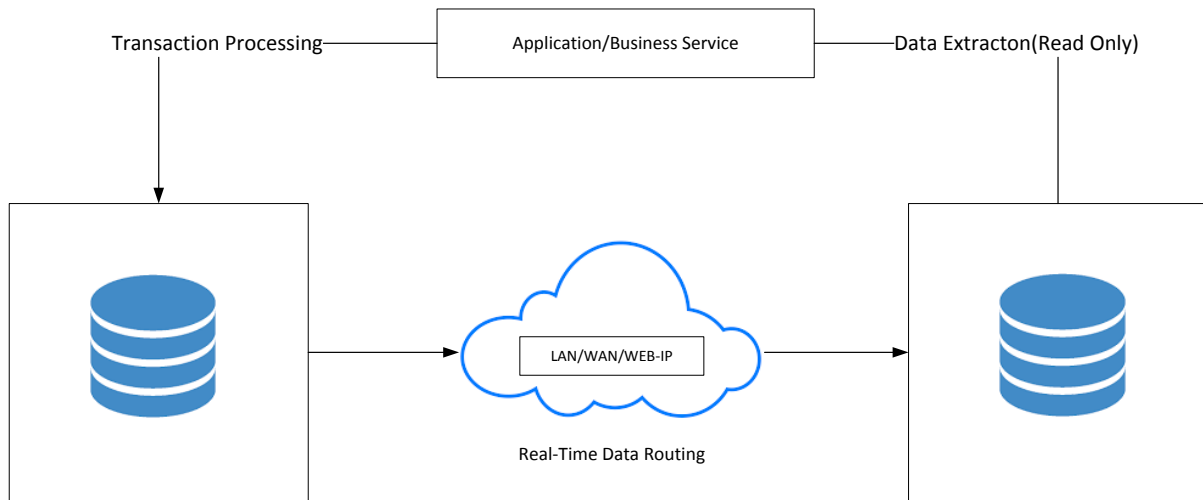 Transaction Processing
Application/Business Service
Data Extracton(Read Only)
LAN/WAN/WEB-IP
Real-Time Data Routing